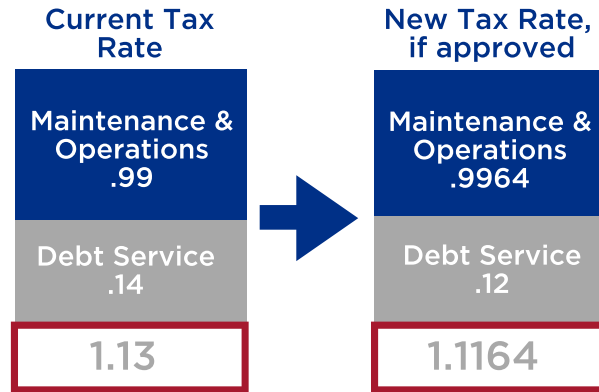 Current Tax
Rate
Maintenance &
Operations
.99
Debt Service
.14
1.13
New Tax Rate,
if approved
Maintenance &
Operations
.9964
Debt Service
.12
1.1164